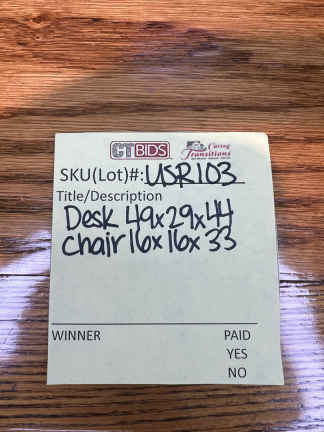 CTBIDS Caring Transitions
SKU(Lot)#: USR103
Title/Description
Desk 49x29x44
Chair 16x16x33
WINNER PAID
YES
NO